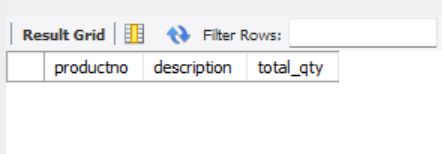 Result Grid Filter Rows:
productno description total_qty